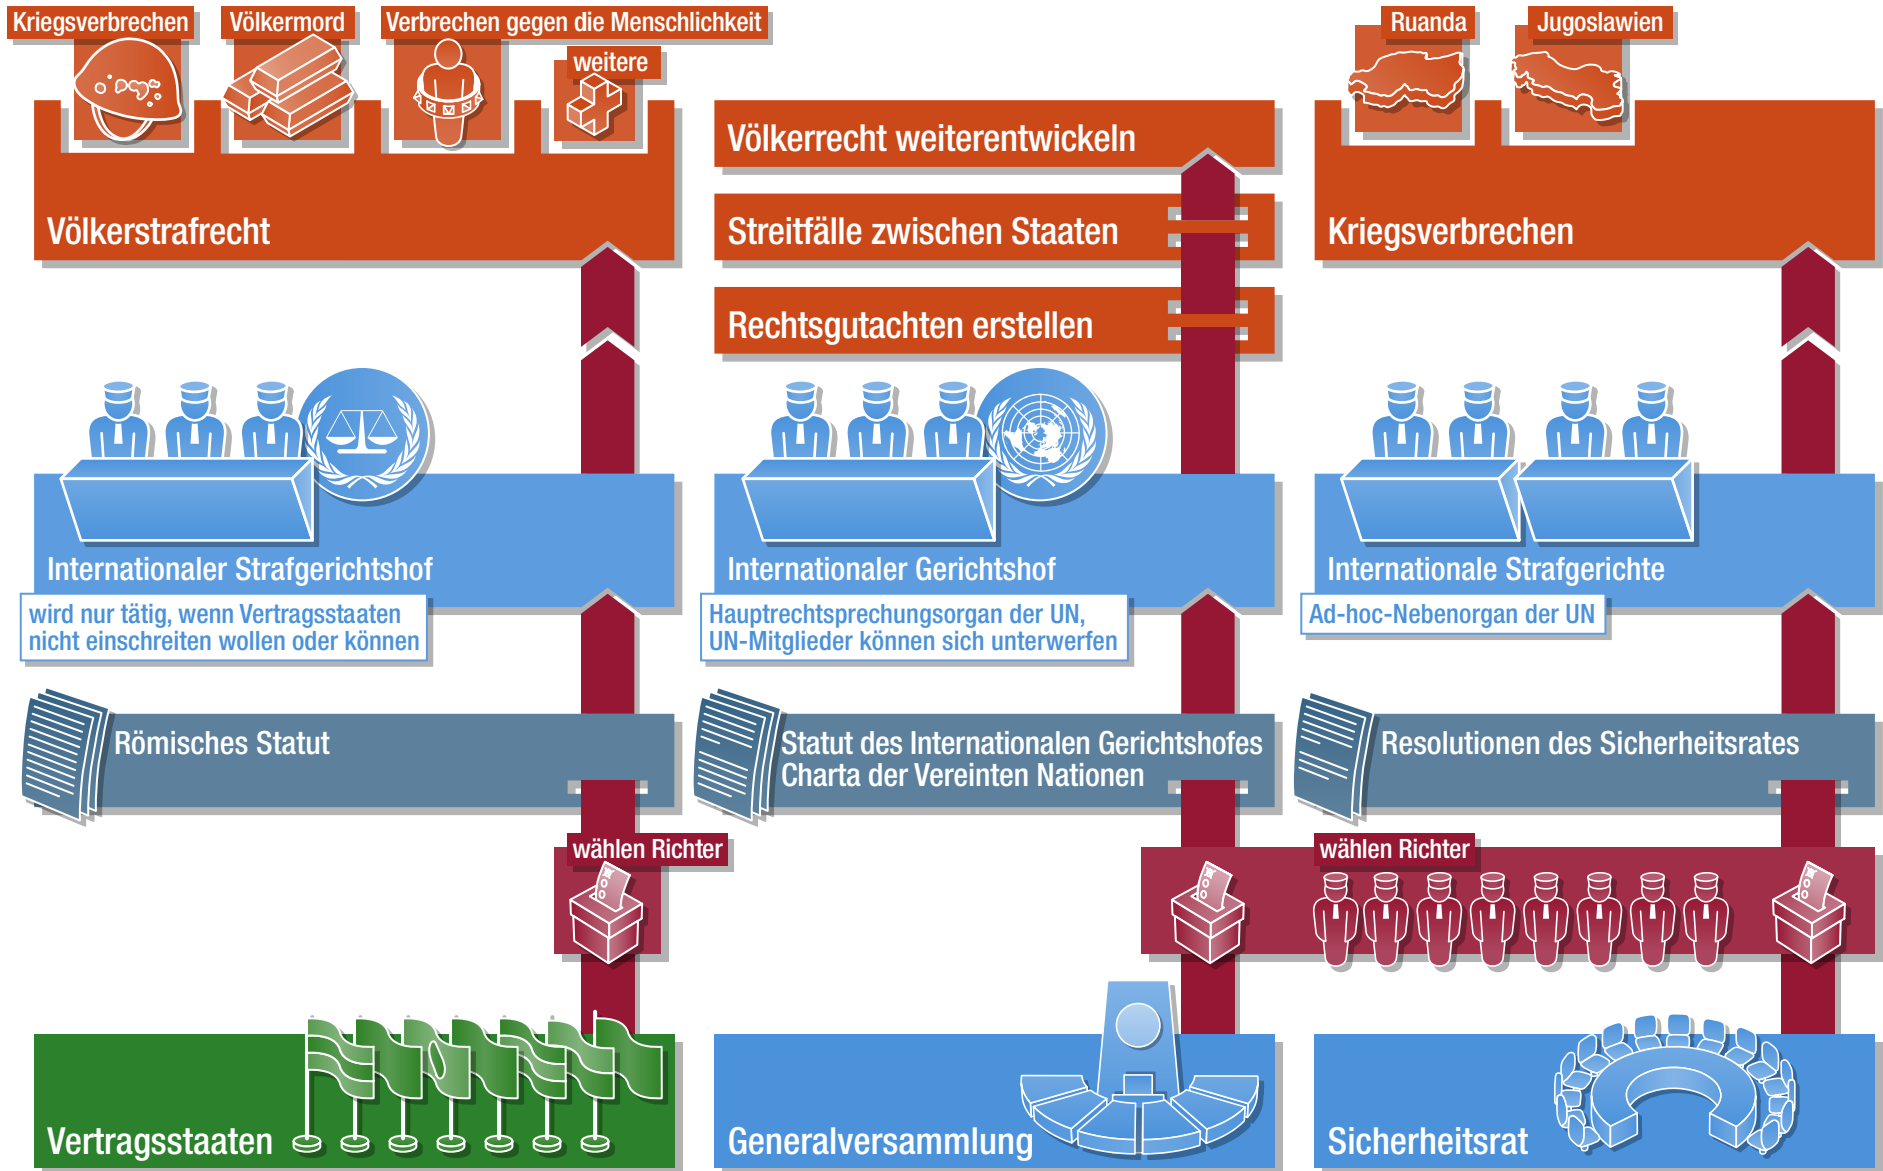 Kriegsverbrechen
Völkermord
Verbrechen gegen die Menschlichkeit
weitere
Völkerstrafrecht
Völkerrecht weiterentwickeln
Streitfälle zwischen Staaten
Rechtsgutachten erstellen
Ruanda
Jugoslawien
Kriegsverbrechen
Internationaler Strafgerichtshof
wird nur tätig, wenn Vertragsstaaten
nicht einschreiten wollen oder können
Internationaler Gerichtshof
Hauptrechtsprechungsorgan der UN,
UN-Mitglieder können sich unterwerfen
Internationale Strafgerichte
Ad-hoc-Nebenorgan der UN
Römisches Statut
Statut des Internationalen Gerichtshofes
Charta der Vereinten Nationen
Resolutionen des Sicherheitsrates
wählen Richter
wählen Richter
Vertragsstaaten
Generalversammlung
Sicherheitsrat